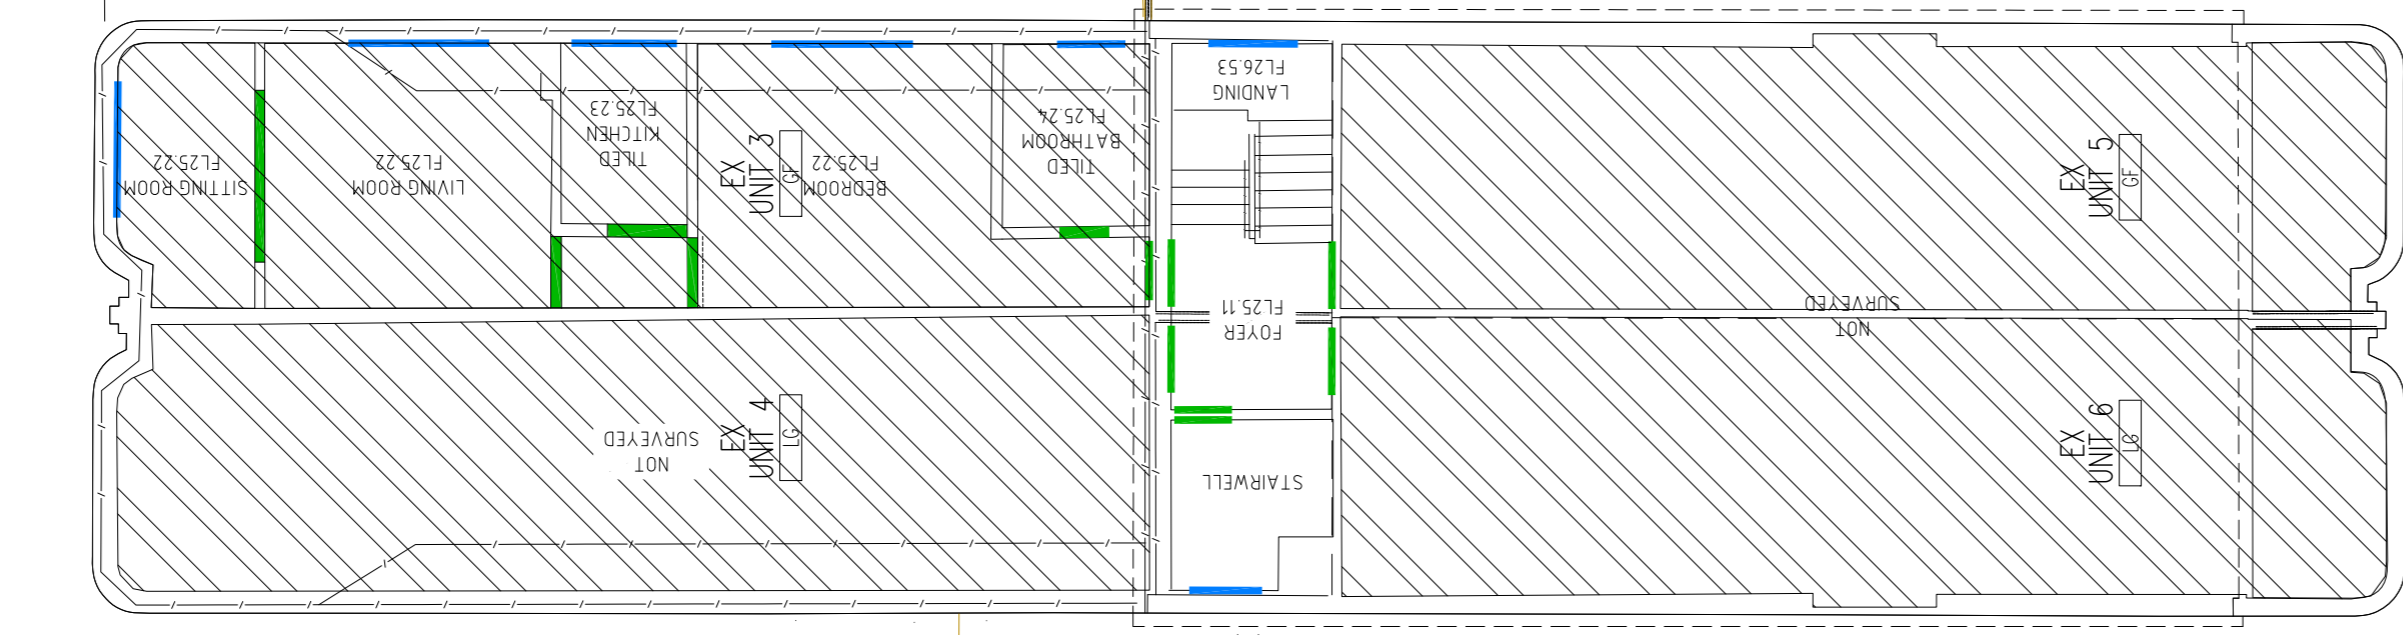 SITTING ROOM
FL25.22
LIVING ROOM
FL25.22
TILED
KITCHEN
FL25.23
EX
UNIT 3
GF
BEDROOM
FL25.22
TILED
BATHROOM
FL25.24
LANDING
FL26.53
FOYER
FL25.11
STAIRWELL
NOT
SURVEYED
EX
UNIT 4
LG
EX
UNIT 5
GF
NOT
SURVEYED
EX
UNIT 6
LG